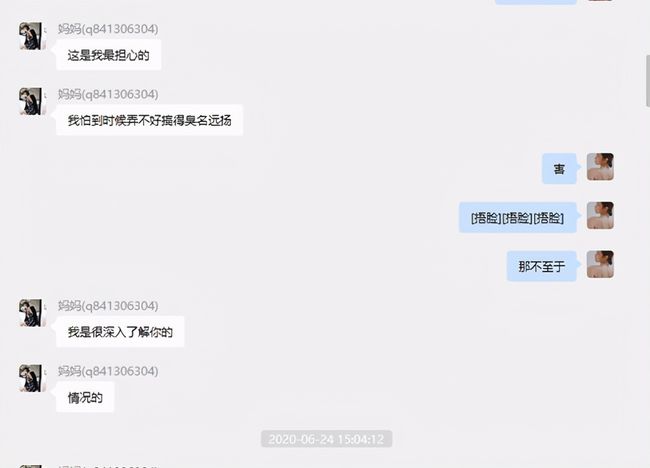 妈妈(q841306304)
这是我最担心的
妈妈(q841306304)
我怕到时候弄不好搞得臭名远扬
害
[捂脸][捂脸][捂脸]
那不至于
妈妈(q841306304)
我是很深入了解你的
妈妈(q841306304)
情况的
2020-06-24 15:04:12